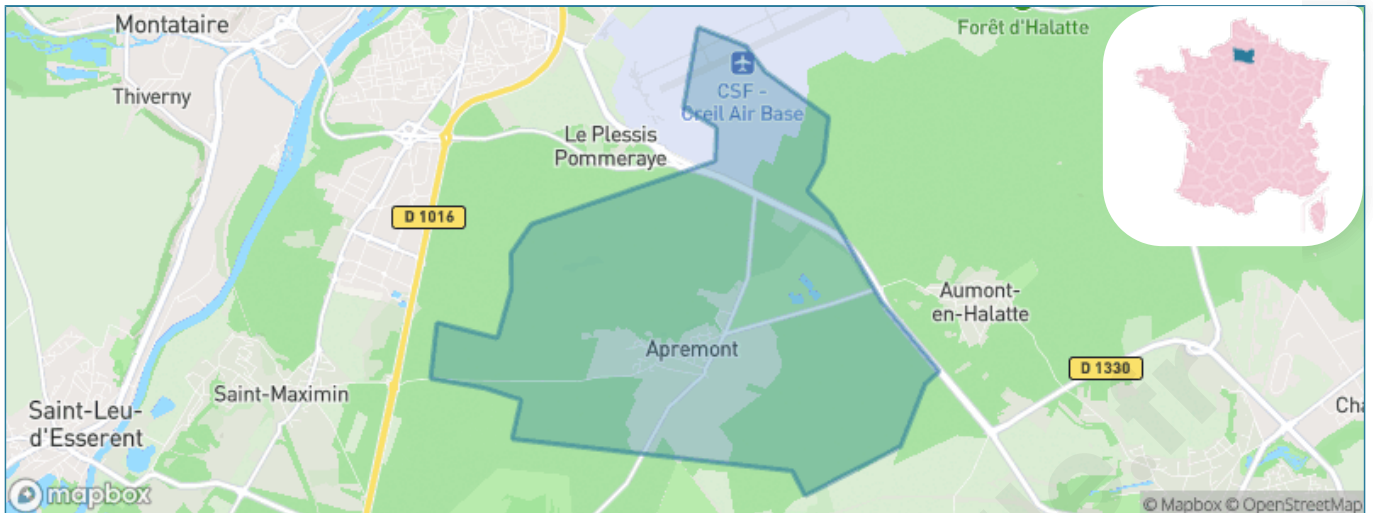 Montataire
Forêt d'Halatte
Thiverny
CSF -
Creil Air Base
Le Plessis
Pommeraye
D 1016
Aumont-
en-Halatte
Apremont
D 1330
Saint-Maximin
Saint-Leu-
d'Esserent
mapbox
© Mapbox © OpenStreetMap